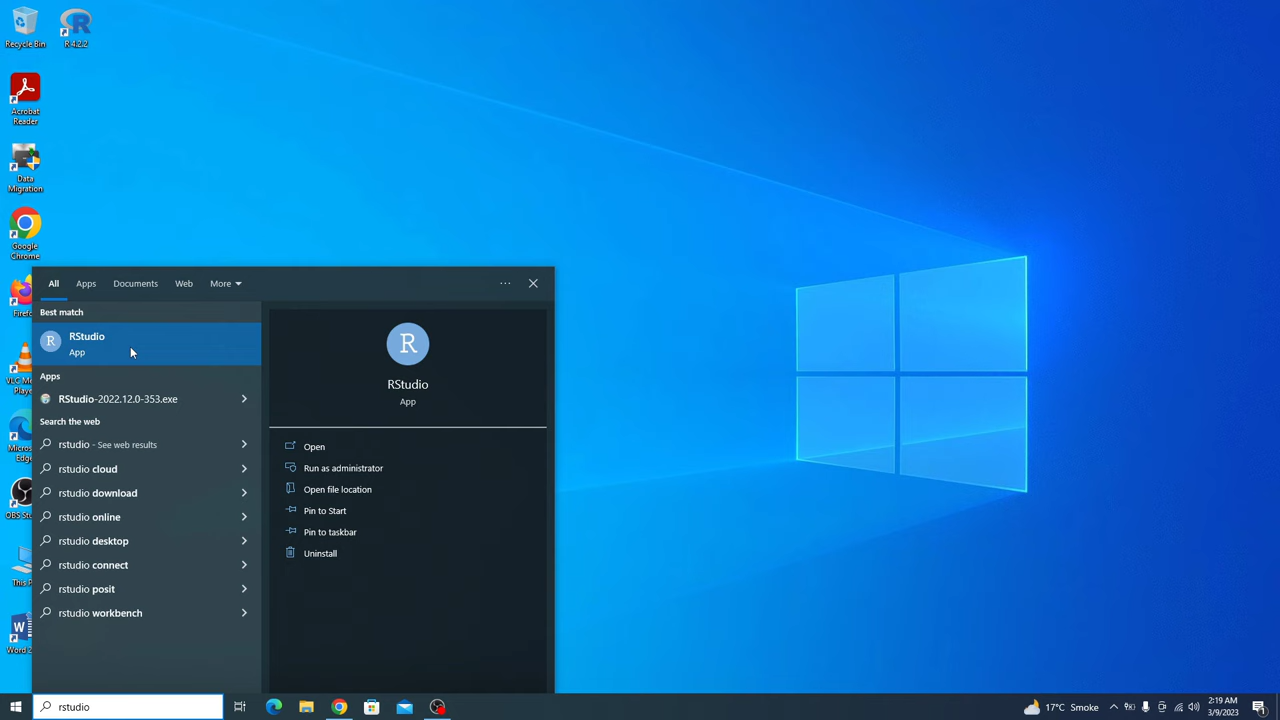 Recycle Bin
R 4.2.2
Acrobat
Reader
Data
Migration
Google
Chrome
All Apps Documents Web More
Best match
R RStudio
App
Apps
RStudio-2022.12.0-353.exe
Search the web
rstudio - See web results
rstudio cloud
rstudio download
rstudio online
rstudio desktop
rstudio connect
rstudio posit
rstudio workbench
R
RStudio
App
Open
Run as administrator
Open file location
Pin to Start
Pin to taskbar
Uninstall
rstudio
17°C Smoke
2:19 AM
3/9/2023
1